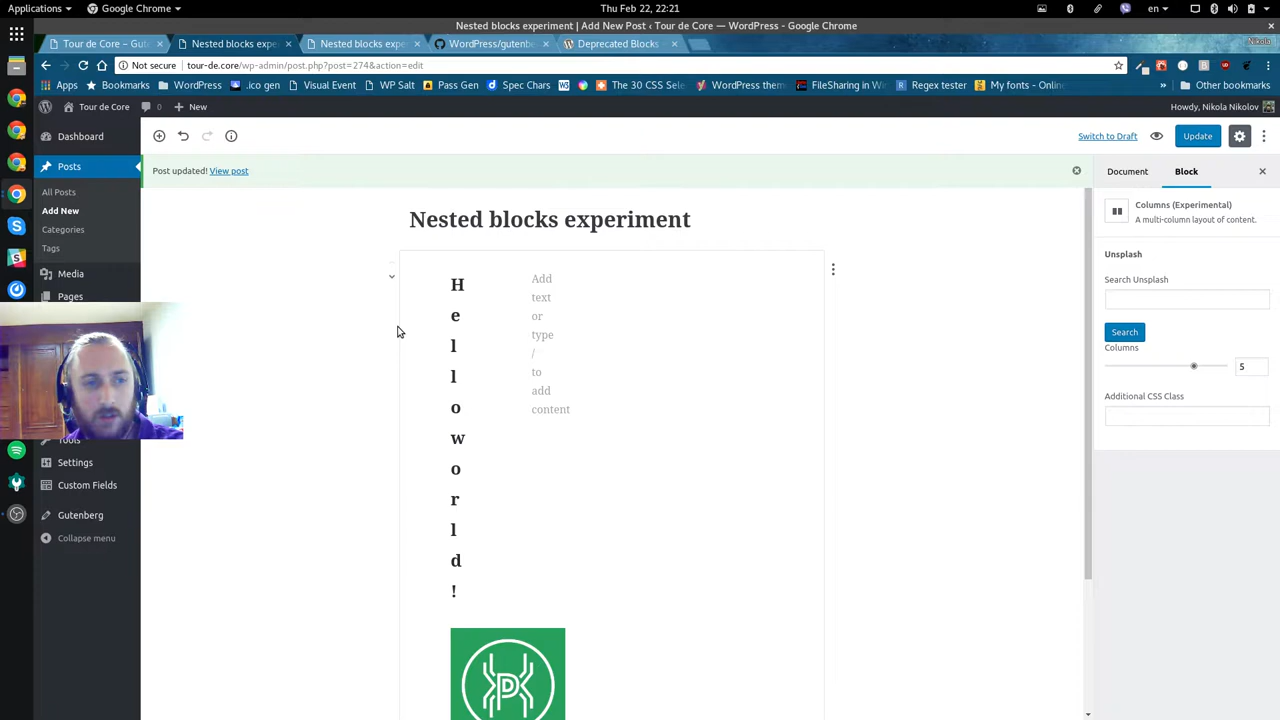 Applications
Google Chrome
Thu Feb 22, 22:21
en
Nested blocks experiment | Add New Post ‹ Tour de Core — WordPress - Google Chrome
Tour de Core – Gute
Nested blocks expe
Nested blocks expe
WordPress/gutenbe
Deprecated Blocks
Nikola
Not secure
tour-de.core/wp-admin/post.php?post=274&action=edit
Apps
Bookmarks
WordPress
.ico gen
Visual Event
WP Salt
Pass Gen
Spec Chars
The 30 CSS Sele
WordPress them
FileSharing in W
Regex tester
My fonts - Online
Other bookmarks
Tour de Core
0
New
Howdy, Nikola Nikolov
Dashboard
Switch to Draft
Update
Posts
Post updated! View post
Document
Block
All Posts
Add New
Categories
Tags
Media
Pages
Tools
Settings
Custom Fields
Gutenberg
Collapse menu
Nested blocks experiment
H
e
l
l
o
w
o
r
l
d
!
Add
text
or
type
/
to
add
content
Columns (Experimental)
A multi-column layout of content.
Unsplash
Search Unsplash
Search
Columns
5
Additional CSS Class